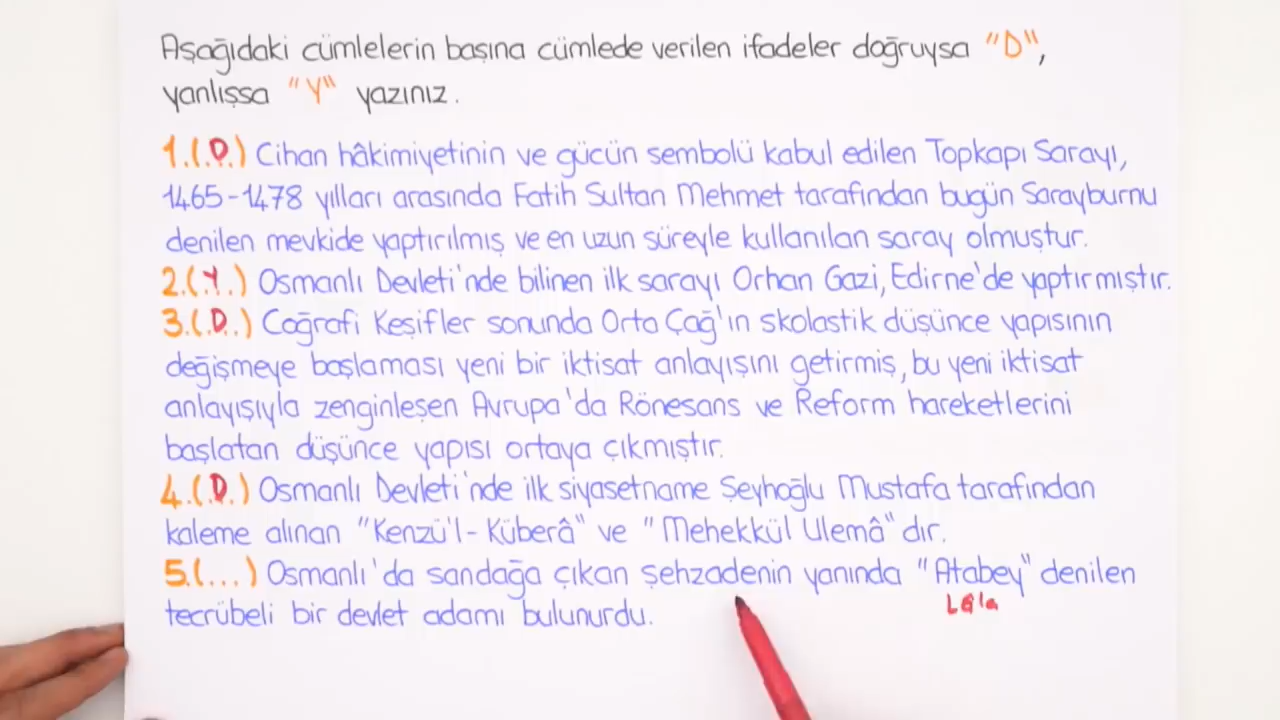 Aşağıdaki cümlelerin başına cümlede verilen ifadeler doğruysa "D",
yanlışsa "Y" yazınız.
1.(.D.) Cihan hâkimiyetinin ve gücün sembolü kabul edilen Topkapı Sarayı,
1465-1478 yılları arasında Fatih Sultan Mehmet tarafından bugün Sarayburnu
denilen mevkide yaptırılmış ve en uzun süreyle kullanılan saray olmuştur.
2.(.Y.) Osmanlı Devleti'nde bilinen ilk sarayı Orhan Gazi, Edirne'de yaptırmıştır.
3.(.D..) Coğrafi Keşifler sonunda Orta Çağ'ın skolastik düşünce yapısının
değişmeye başlaması yeni bir iktisat anlayışını getirmiş, bu yeni iktisat
anlayışıyla zenginleşen Avrupa'da Rönesans ve Reform hareketlerini
başlatan düşünce yapısı ortaya çıkmıştır.
4.(.D.) Osmanlı Devleti'nde ilk siyasetname Şeyhoğlu Mustafa tarafından
kaleme alınan "Kenzü'l-Küberâ" ve "Mehekkül Ulemâ" dır.
5.(...) Osmanlı'da sandağa çıkan şehzadenin yanında "Atabey" denilen
Lala
tecrübeli bir devlet adamı bulunurdu.